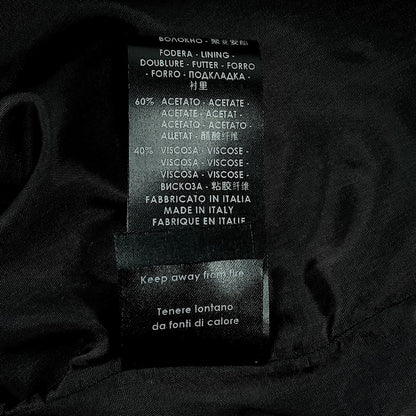 ВОЛОКНО -
FODERA - LINING -
DOUBLURE - FUTTER - FORRO
- FORRO - ПОДКЛАДКА -
衬里
60% ACETATO - ACETATE -
ACETATE - ACETAT -
ACETATO - ACETATO -
АЦЕТАТ - 醋酸纤维
40% VISCOSA - VISCOSE -
VISCOSA - VISCOSE -
VISCOSA - VISCOSE -
ВИСКОЗА - 粘胶纤维
FABBRICATO IN ITALIA
MADE IN ITALY
FABRIQUE EN ITALIE
Keep away from fire
Tenere lontano
da fonti di calore